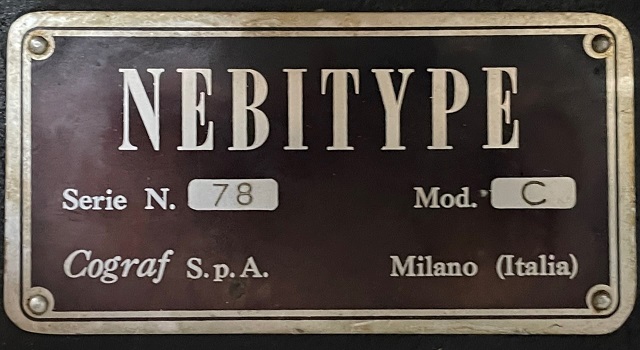 NEBITYPE
Serie N. 78 Mod. C
Cograf S.p.A. Milano (Italia)